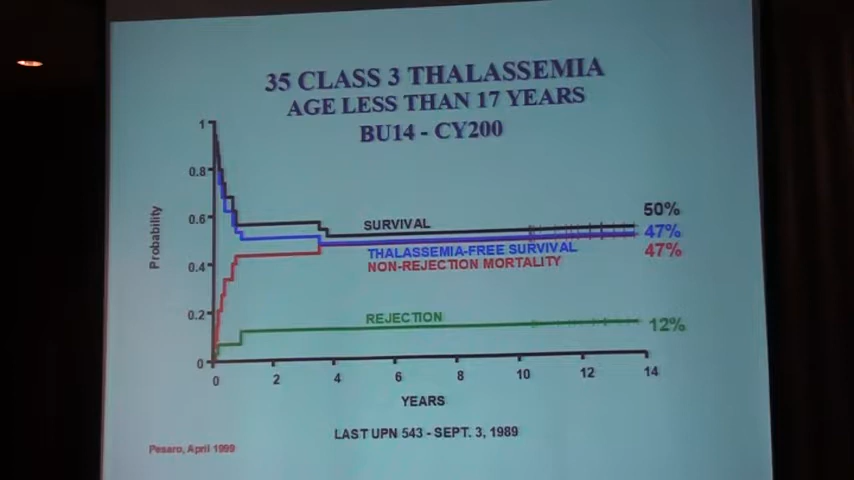 35 CLASS 3 THALASSEMIA
AGE LESS THAN 17 YEARS
BU14 - CY200
1
0.8
0.6
0.4
0.2
0
Probability
SURVIVAL
50%
THALASSEMIA-FREE SURVIVAL
47%
NON-REJECTION MORTALITY
47%
REJECTION
12%
0 2 4 6 8 10 12 14
YEARS
LAST UPN 543 - SEPT. 3, 1989
Pesaro, April 1999